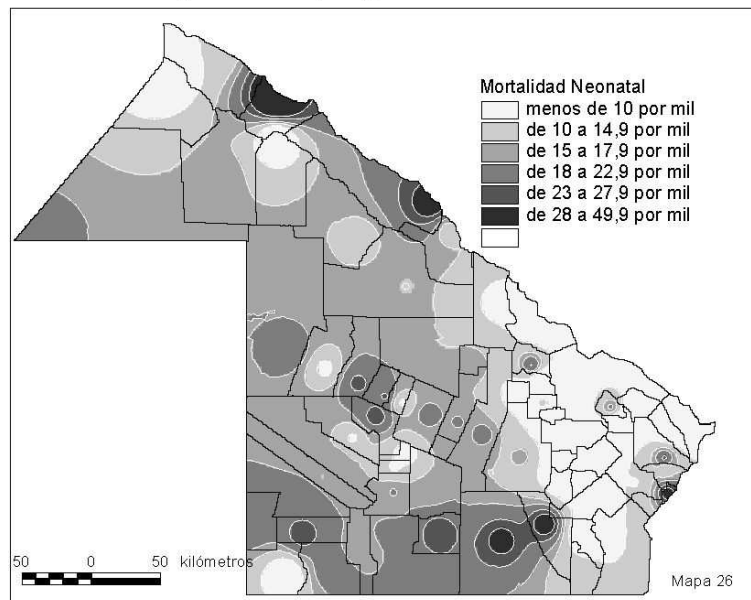 Mortalidad Neonatal
menos de 10 por mil
de 10 a 14,9 por mil
de 15 a 17,9 por mil
de 18 a 22,9 por mil
de 23 a 27,9 por mil
de 28 a 49,9 por mil
50 0 50 kilómetros
Mapa 26